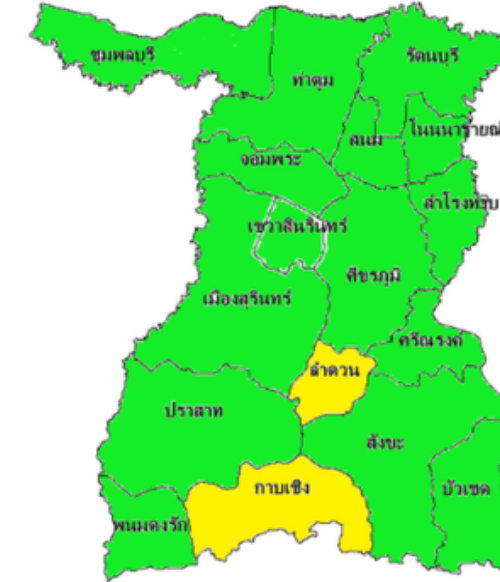 ชุมพลบุรี
รัตนบุรี
ท่าตูม
สนม
โนนนารายณ์
จอมพระ
สำโรงทาบ
เขวาสินรินทร์
ศีขรภูมิ
เมืองสุรินทร์
ศรีณรงค์
ลำดวน
ปราสาท
สังขะ
กาบเชิง
บัวเชด
พนมดงรัก